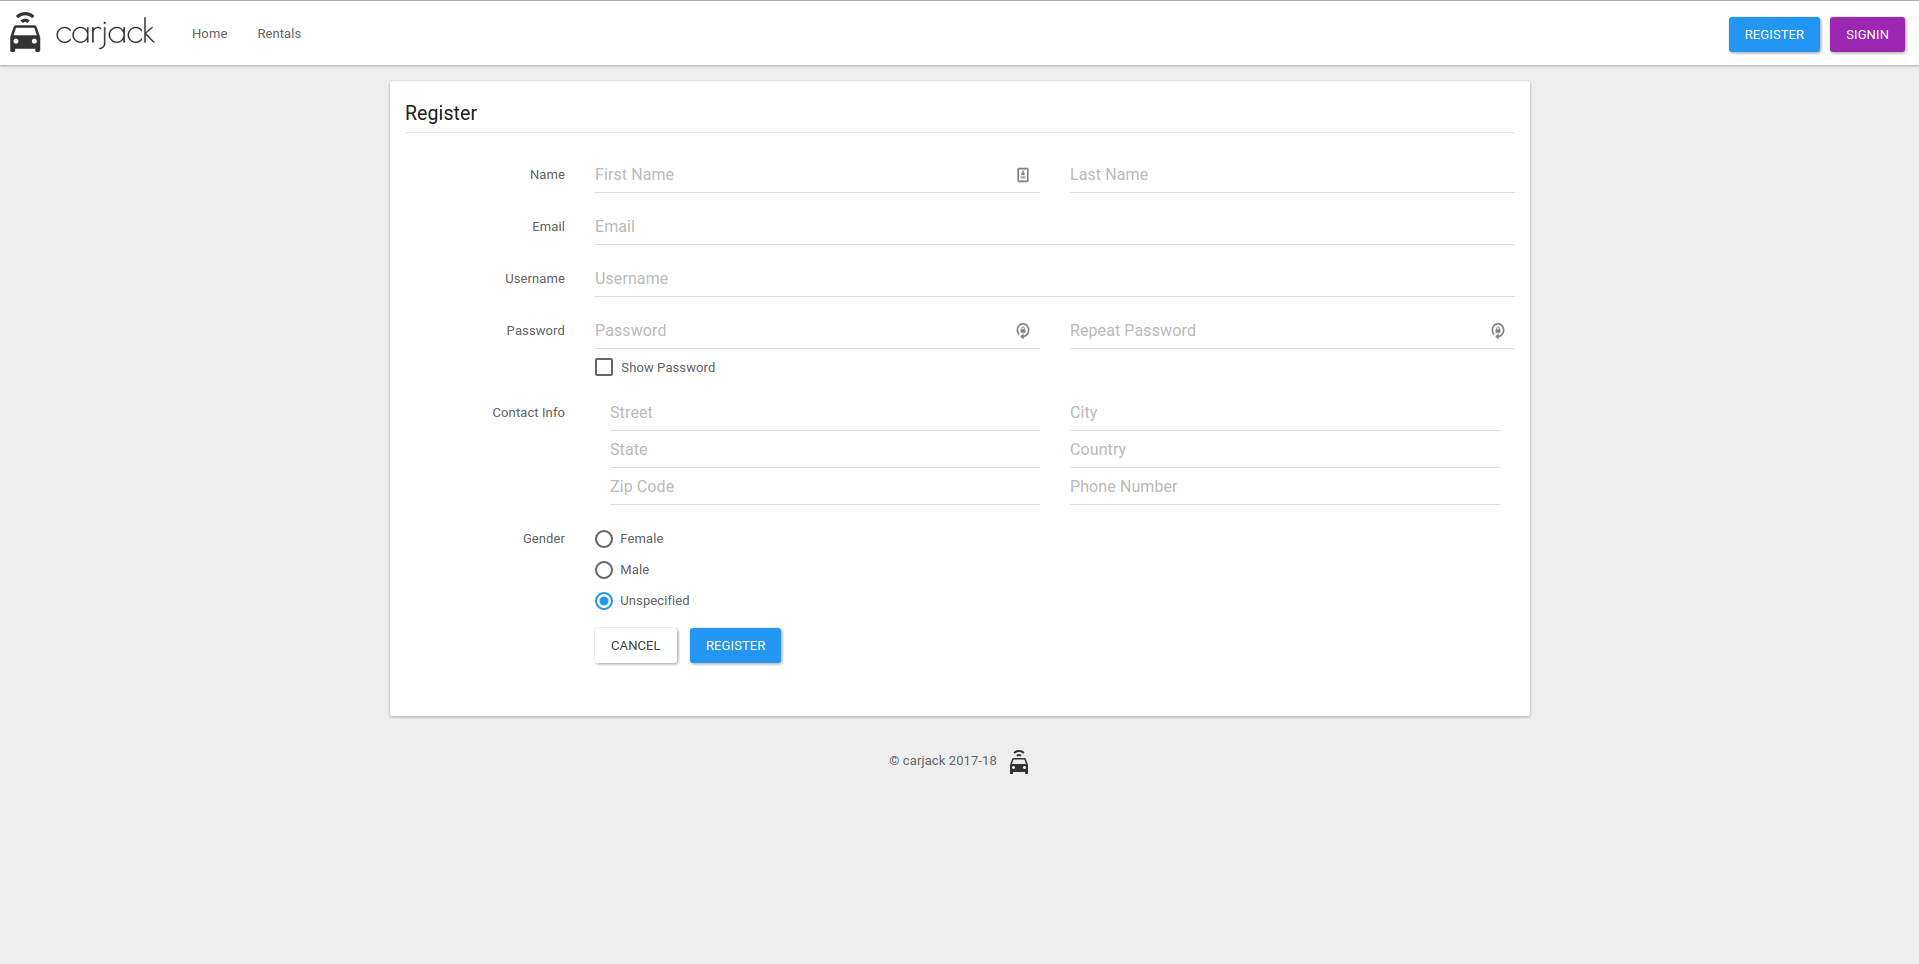 carjack Home Rentals REGISTER SIGNIN
Register
Name First Name Last Name
Email Email
Username Username
Password Password Repeat Password
Show Password
Contact Info Street City
State Country
Zip Code Phone Number
Gender Female
Male
Unspecified
CANCEL REGISTER
© carjack 2017-18